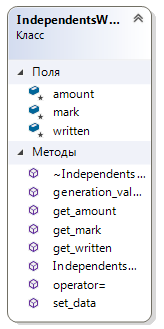 IndependentsW...
Класс
Поля
amount
mark
written
Методы
~Independents...
generation_val...
get_amount
get_mark
get_written
Independents...
operator=
set_data